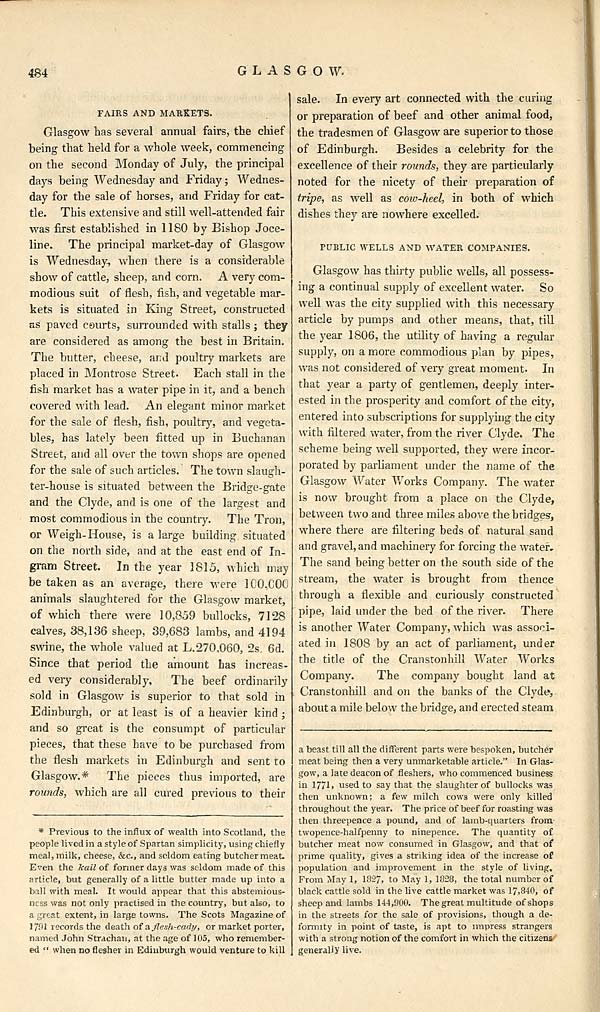 484
GLASGOW.
FAIRS AND MARKETS.
Glasgow has several annual fairs, the chief
being that held for a whole week, commencing
on the second Monday of July, the principal
days being Wednesday and Friday; Wednes-
day for the sale of horses, and Friday for cat-
tle. This extensive and still well-attended fair
was first established in 1180 by Bishop Joce-
line. The principal market-day of Glasgow
is Wednesday, when there is a considerable
show of cattle, sheep, and corn. A very com-
modious suit of flesh, fish, and vegetable mar-
kets is situated in King Street, constructed
as paved courts, surrounded with stalls; they
are considered as among the best in Britain.
The butter, cheese, and poultry markets are
placed in Montrose Street. Each stall in the
fish market has a water pipe in it, and a bench
covered with lead. An elegant minor market
for the sale of flesh, fish, poultry, and vegeta-
bles, has lately been fitted up in Buchanan
Street, and all over the town shops are opened
for the sale of such articles. The town slaugh-
ter-house is situated between the Bridge-gate
and the Clyde, and is one of the largest and
most commodious in the country. The Tron,
or Weigh-House, is a large building situated
on the north side, and at the east end of In-
gram Street. In the year 1815, which may
be taken as an average, there were 100,000
animals slaughtered for the Glasgow market,
of which there were 10,859 bullocks, 7128
calves, 38,136 sheep, 39,683 lambs, and 4194
swine, the whole valued at L.270,060, 2s. 6d.
Since that period the amount has increas-
ed very considerably. The beef ordinarily
sold in Glasgow is superior to that sold in
Edinburgh, or at least is of a heavier kind;
and so great is the consumpt of particular
pieces, that these have to be purchased from
the flesh markets in Edinburgh and sent to
Glasgow.* The pieces thus imported, are
rounds, which are all cured previous to their
* Previous to the influx of wealth into Scotland, the
people lived in a style of Spartan simplicity, using chiefly
meal, milk, cheese, &c., and seldom eating butcher meat.
Even the kail of former days was seldom made of this
article, but generally of a little butter made up into a
ball with meal. It would appear that this abstemious-
ness was not only practised in the country, but also, to
a great extent, in large towns. The Scots Magazine of
1791 records the death of a flesh-cady, or market porter,
named John Strachan, at the age of 105, who remember-
ed "when no flesher in Edinburgh would venture to kill
sale. In every art connected with the curing
or preparation of beef and other animal food,
the tradesmen of Glasgow are superior to those
of Edinburgh. Besides a celebrity for the
excellence of their rounds, they are particularly
noted for the nicety of their preparation of
tripe, as well as cow-heel, in both of which
dishes they are nowhere excelled.
PUBLIC WELLS AND WATER COMPANIES.
Glasgow has thirty public wells, all possess-
ing a continual supply of excellent water. So
well was the city supplied with this necessary
article by pumps and other means, that, till
the year 1806, the utility of having a regular
supply, on a more commodious plan by pipes,
was not considered of very great moment. In
that year a party of gentlemen, deeply inter-
ested in the prosperity and comfort of the city,
entered into subscriptions for supplying the city
with filtered water, from the river Clyde. The
scheme being well supported, they were incor-
porated by parliament under the name of the
Glasgow Water Works Company. The water
is now brought from a place on the Clyde,
between two and three miles above the bridges,
where there are filtering beds of natural sand
and gravel, and machinery for forcing the water.
The sand being better on the south side of the
stream, the water is brought from thence
through a flexible and curiously constructed
pipe, laid under the bed of the river. There
is another Water Company, which was associ-
ated in 1808 by an act of parliament, under
the title of the Cranstonhill Water Works
Company. The company bought land at
Cranstonhill and on the banks of the Clyde,
about a mile below the bridge, and erected steam
a beast till all the different parts were bespoken, butcher
meat being then a very unmarketable article." In Glas-
gow, a late deacon of fleshers, who commenced business
in 1771, used to say that the slaughter of bullocks was
then unknown; a few milch cows were only killed
throughout the year. The price of beef for roasting was
then threepence a pound, and of lamb-quarters from
twopence-halfpenny to ninepence. The quantity of
butcher meat now consumed in Glasgow, and that of
prime quality, gives a striking idea of the increase of
population and improvement in the style of living.
From May 1, 1827, to May 1, 1828, the total number of
black cattle sold in the live cattle market was 17,840, of
sheep and lambs 144,900. The great multitude of shops
in the streets for the sale of provisions, though a de-
formity in point of taste, is apt to impress strangers
with a strong notion of the comfort in which the citizens
generally live.